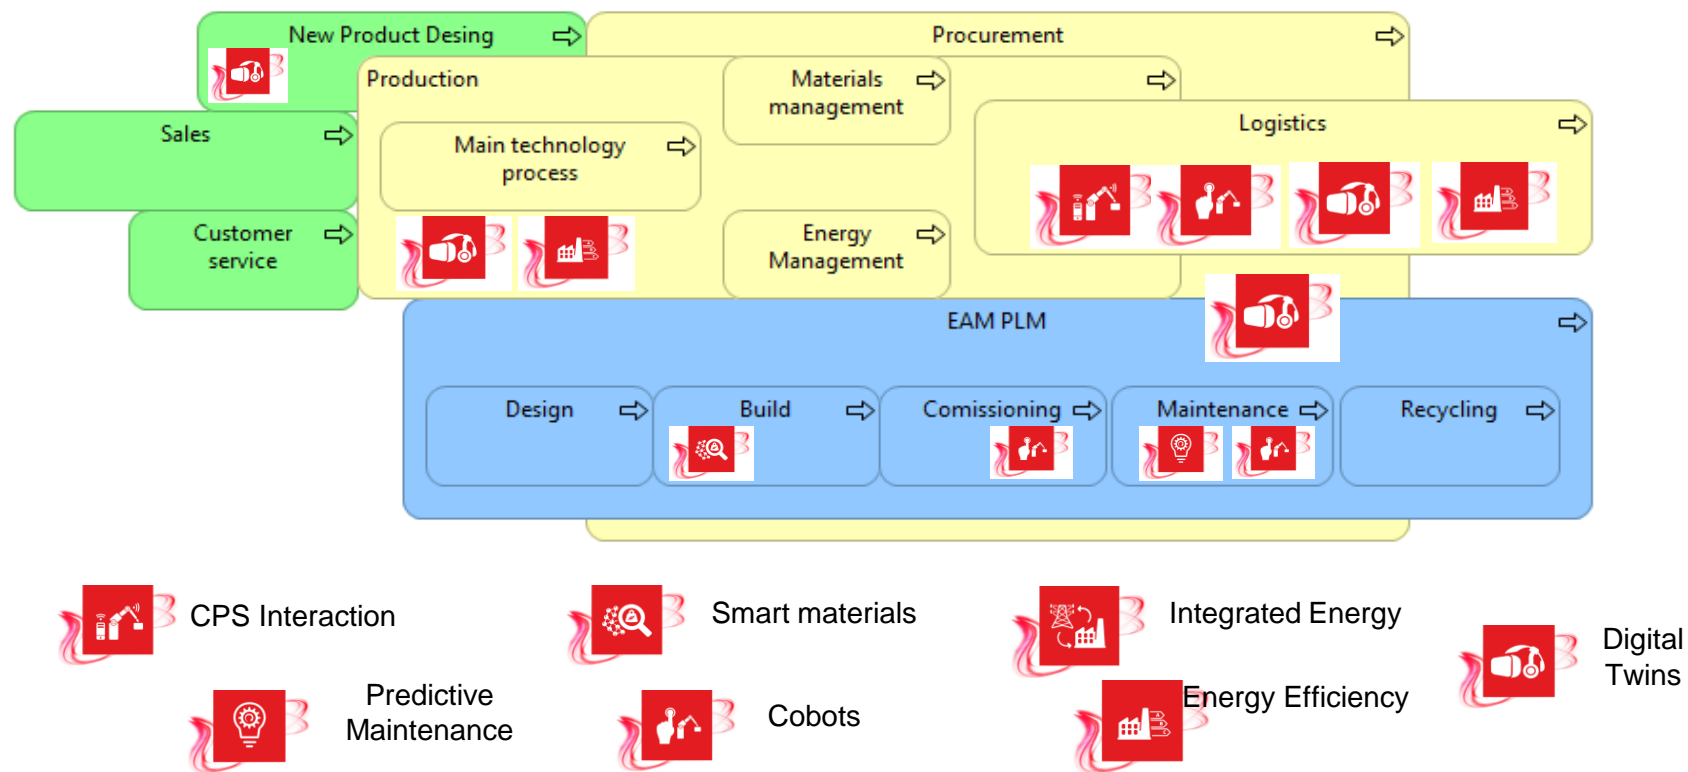 New Product Desing
Procurement
Production
Materials
management
Sales
Main technology
process
Logistics
Customer
service
Energy
Management
EAM PLM
Design
Build
Comissioning
Maintenance
Recycling
CPS Interaction
Smart materials
Integrated Energy
Digital
Twins
Predictive
Maintenance
Cobots
Energy Efficiency